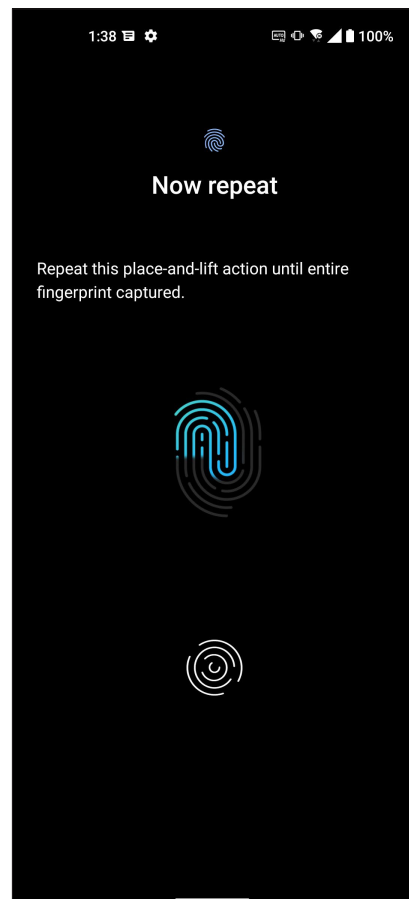 1:38 100%
Now repeat
Repeat this place-and-lift action until entire
fingerprint captured.